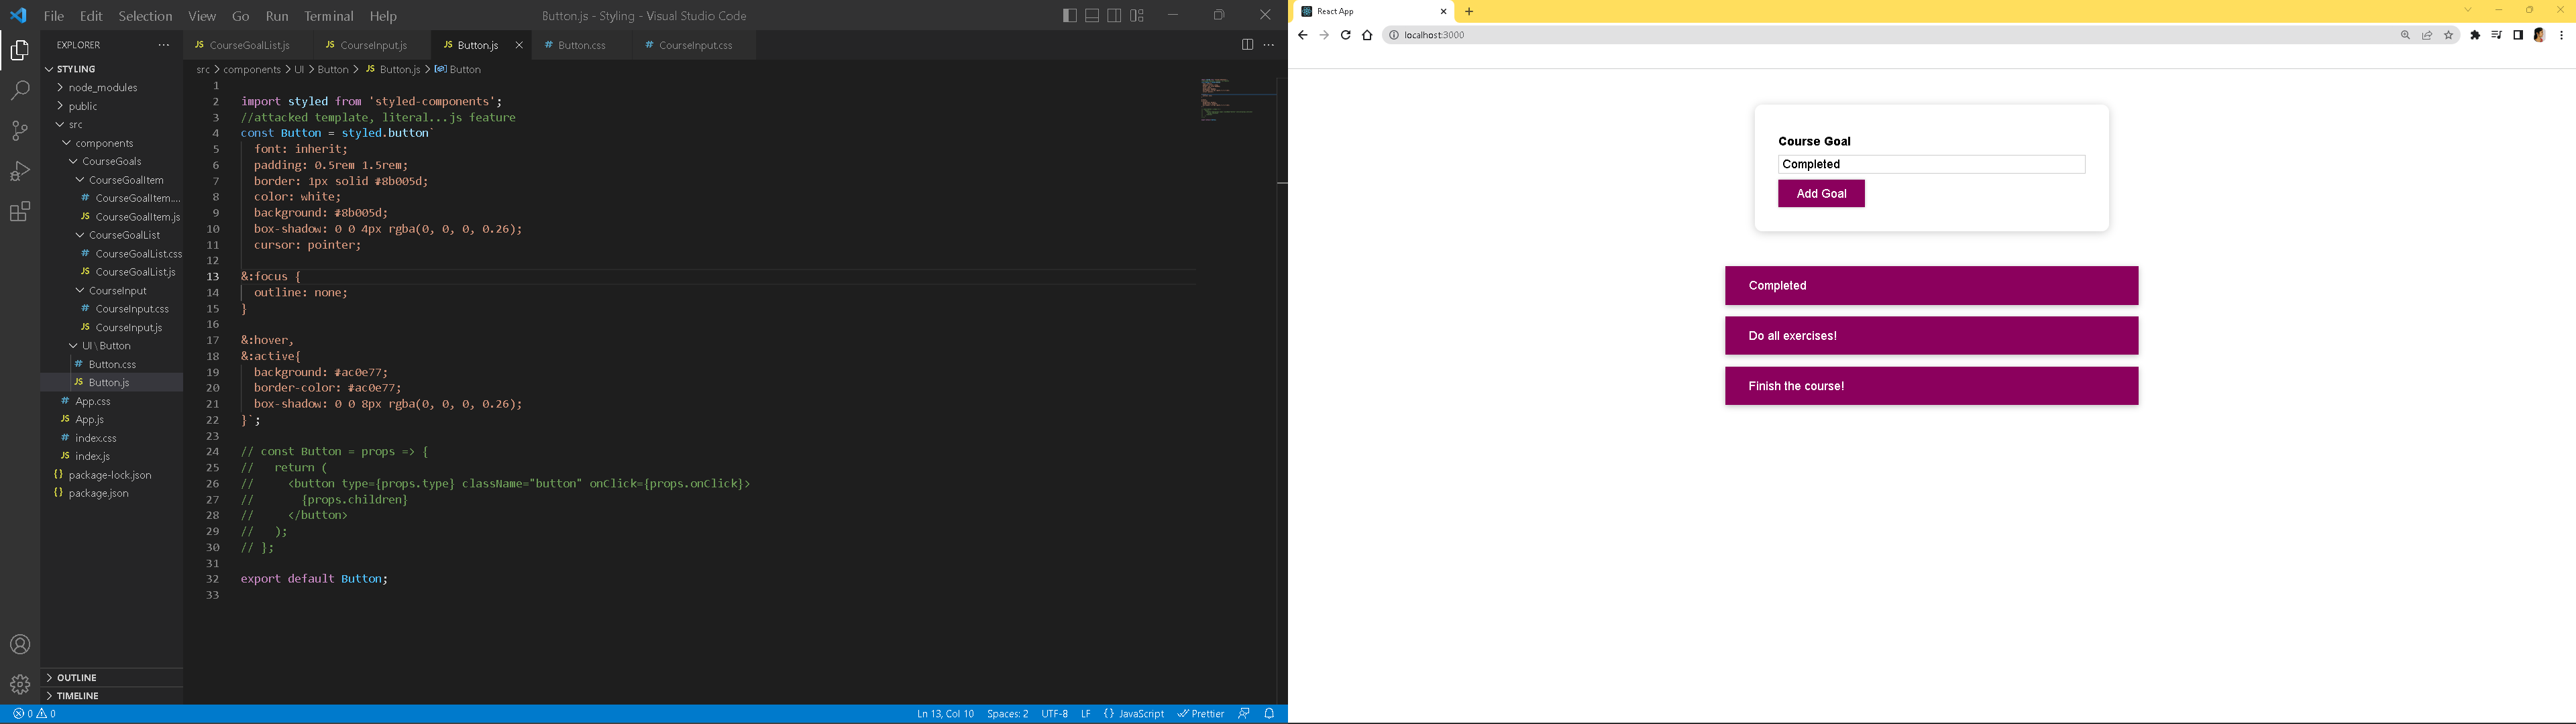 File Edit Selection View Go Run Terminal Help
Button.js - Styling - Visual Studio Code
EXPLORER ···
STYLING
node_modules
public
src
components
CourseGoals
CourseGoalItem
# CourseGoalItem....
JS CourseGoalItem.js
CourseGoalList
# CourseGoalList.css
JS CourseGoalList.js
CourseInput
# CourseInput.css
JS CourseInput.js
UI \ Button
# Button.css
JS Button.js
# App.css
JS App.js
# index.css
JS index.js
{} package-lock.json
{} package.json
OUTLINE
TIMELINE
JS CourseGoalList.js JS CourseInput.js JS Button.js # Button.css # CourseInput.css
src > components > UI > Button > JS Button.js > Button
1
2 import styled from 'styled-components';
3 //attacked template, literal...js feature
4 const Button = styled.button`
5 font: inherit;
6 padding: 0.5rem 1.5rem;
7 border: 1px solid #8b005d;
8 color: white;
9 background: #8b005d;
10 box-shadow: 0 0 4px rgba(0, 0, 0, 0.26);
11 cursor: pointer;
12
13 &:focus {
14 outline: none;
15 }
16
17 &:hover,
18 &:active{
19 background: #ac0e77;
20 border-color: #ac0e77;
21 box-shadow: 0 0 8px rgba(0, 0, 0, 0.26);
22 }`;
23
24 // const Button = props => {
25 // return (
26 // <button type={props.type} className="button" onClick={props.onClick}>
27 // {props.children}
28 // </button>
29 // );
30 // };
31
32 export default Button;
33
0 0 Ln 13, Col 10 Spaces: 2 UTF-8 LF {} JavaScript Prettier
React App
localhost:3000
Course Goal
Completed
Add Goal
Completed
Do all exercises!
Finish the course!